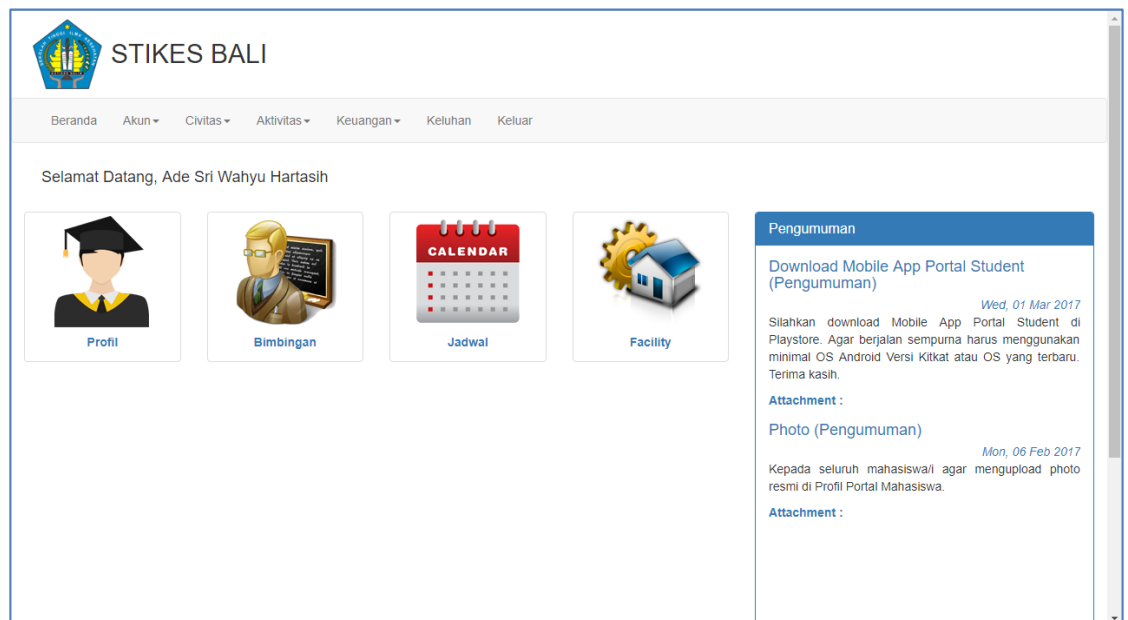 STIKES BALI
Beranda Akun Civitas Aktivitas Keuangan Keluhan Keluar
Selamat Datang, Ade Sri Wahyu Hartasih
CALENDAR
Profil
Bimbingan
Jadwal
Facility
Pengumuman
Download Mobile App Portal Student
(Pengumuman)
Wed, 01 Mar 2017
Silahkan download Mobile App Portal Student di
Playstore. Agar berjalan sempurna harus menggunakan
minimal OS Android Versi Kitkat atau OS yang terbaru.
Terima kasih.
Attachment :
Photo (Pengumuman)
Mon, 06 Feb 2017
Kepada seluruh mahasiswa/i agar mengupload photo
resmi di Profil Portal Mahasiswa.
Attachment :